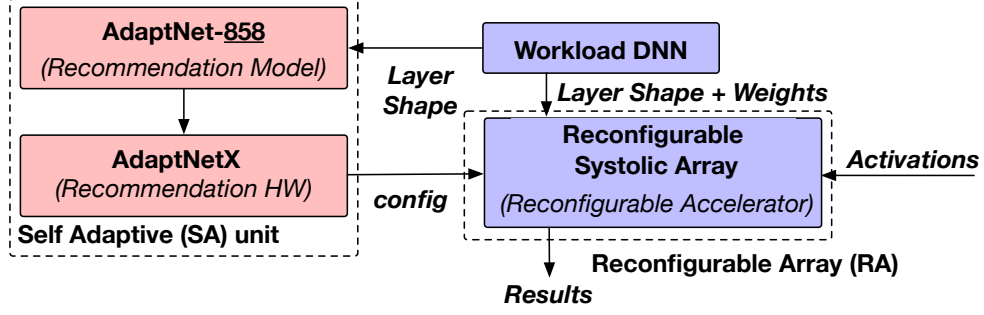 AdaptNet-858
(Recommendation Model)
Workload DNN
Layer
Shape
Layer Shape + Weights
AdaptNetX
(Recommendation HW)
config
Reconfigurable
Systolic Array
(Reconfigurable Accelerator)
Activations
Self Adaptive (SA) unit
Reconfigurable Array (RA)
Results